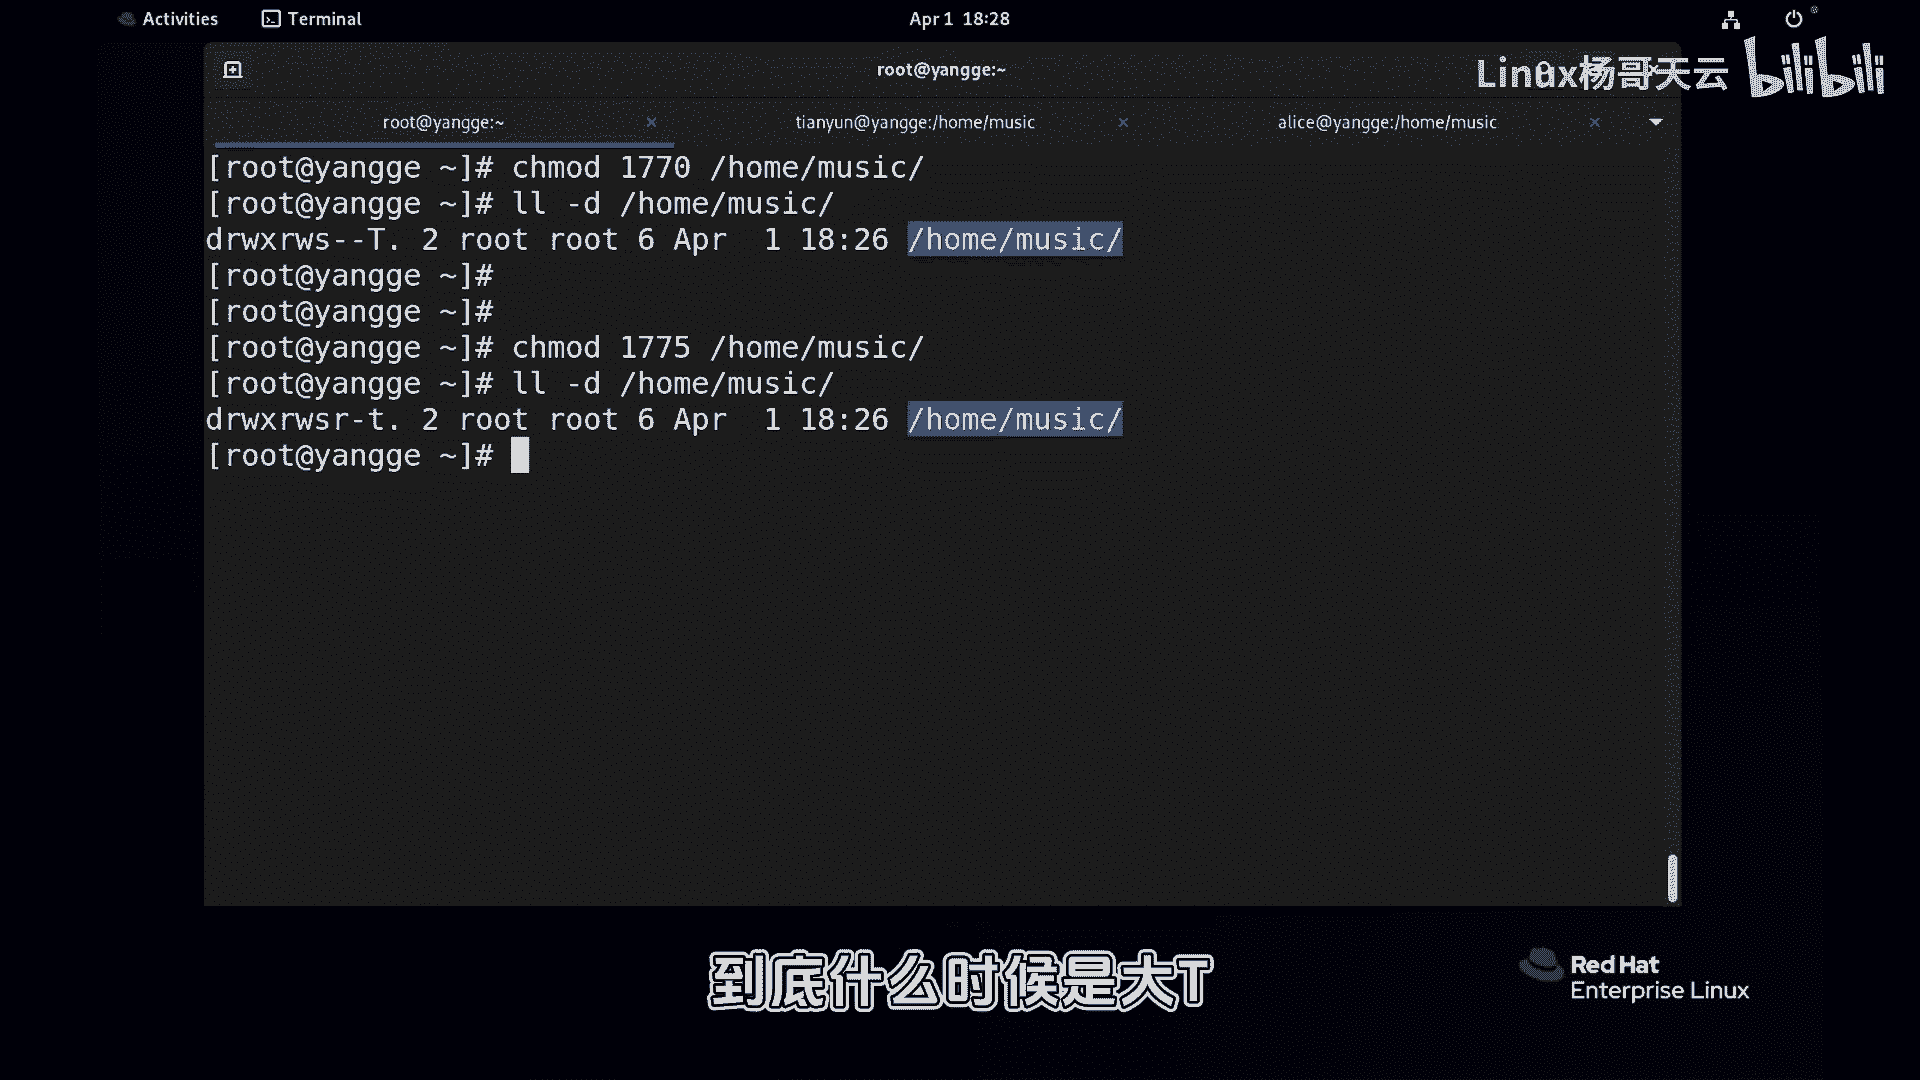 Activities Terminal Apr 1 18:28
root@yangge:~
Linux杨哥天云 bilibili
root@yangge:~ × tianyun@yangge:/home/music × alice@yangge:/home/music ×
[root@yangge ~]# chmod 1770 /home/music/
[root@yangge ~]# ll -d /home/music/
drwxrws--T. 2 root root 6 Apr  1 18:26 /home/music/
[root@yangge ~]#
[root@yangge ~]#
[root@yangge ~]# chmod 1775 /home/music/
[root@yangge ~]# ll -d /home/music/
drwxrwsr-t. 2 root root 6 Apr  1 18:26 /home/music/
[root@yangge ~]#
到底什么时候是大T
Red Hat
Enterprise Linux